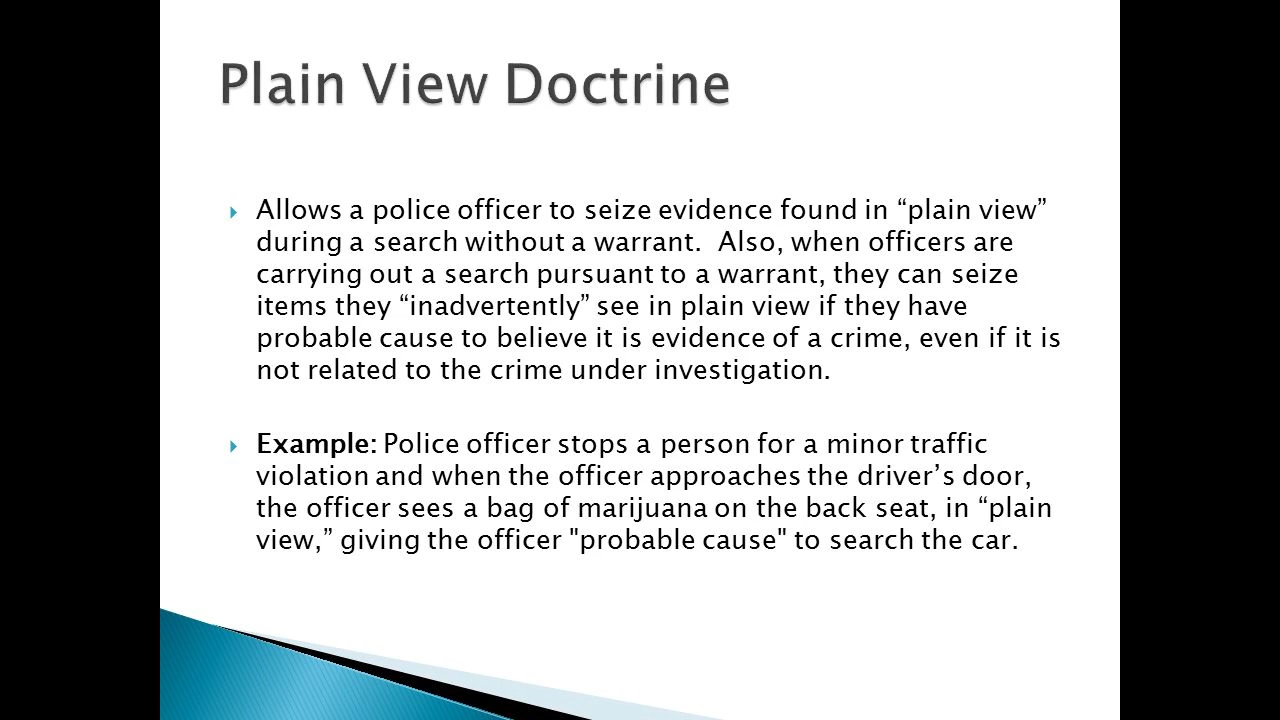 Plain View Doctrine
Allows a police officer to seize evidence found in “plain view”
during a search without a warrant.  Also, when officers are
carrying out a search pursuant to a warrant, they can seize
items they “inadvertently” see in plain view if they have
probable cause to believe it is evidence of a crime, even if it is
not related to the crime under investigation.
Example: Police officer stops a person for a minor traffic
violation and when the officer approaches the driver’s door,
the officer sees a bag of marijuana on the back seat, in “plain
view,” giving the officer "probable cause" to search the car.